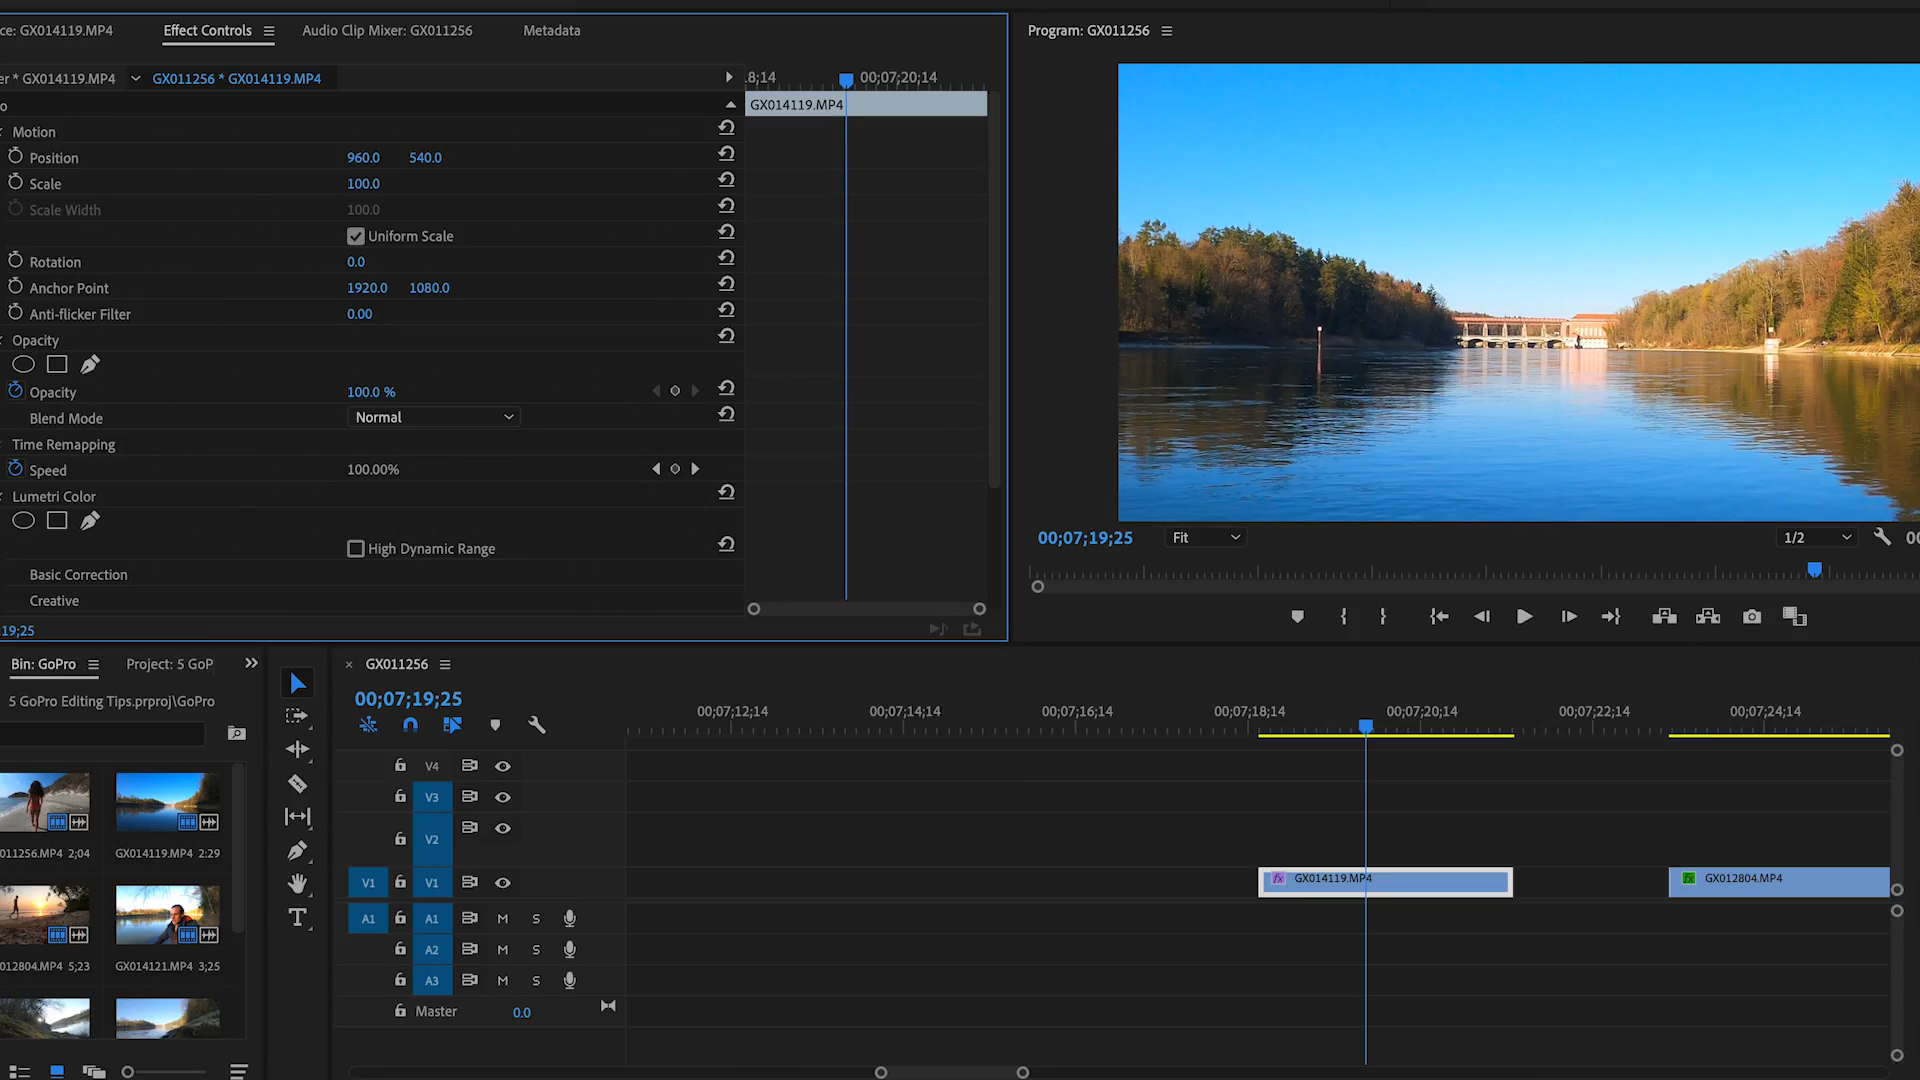 ce: GX014119.MP4
Effect Controls
Audio Clip Mixer: GX011256
Metadata
er * GX014119.MP4
GX011256 * GX014119.MP4
8;14
00;07;20;14
o
GX014119.MP4
Motion
Position 960.0 540.0
Scale 100.0
Scale Width 100.0
Uniform Scale
Rotation 0.0
Anchor Point 1920.0 1080.0
Anti-flicker Filter 0.00
Opacity
Opacity 100.0 %
Blend Mode Normal
Time Remapping
Speed 100.00%
Lumetri Color
High Dynamic Range
Basic Correction
Creative
19;25
Program: GX011256
00;07;19;25
Fit
1/2
00
Bin: GoPro
Project: 5 GoP
5 GoPro Editing Tips.prproj\GoPro
011256.MP4 2;04
GX014119.MP4 2:29
012804.MP4 5;23
GX014121.MP4 3;25
GX011256
00;07;19;25
00;07;12;14
00;07;14;14
00;07;16;14
00;07;18;14
00;07;20;14
00;07;22;14
00;07;24;14
V4
V3
V2
V1 V1
fx GX014119.MP4
fx GX012804.MP4
A1 A1 M S
A2 M S
A3 M S
Master 0.0